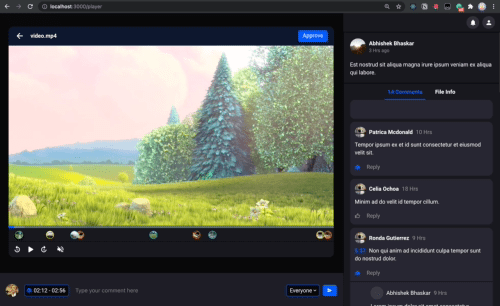 localhost:3000/player
video.mp4
Approve
Abhishek Bhaskar
3 Hrs ago
Est nostrud sit aliqua magna irure ipsum veniam ex aliqua
qui labore.
Comments
File Info
Patrica Mcdonald 10 Hrs
Tempor ipsum ex et id sunt consectetur et eiusmod
velit sit.
Reply
Celia Ochoa 18 Hrs
Minim ad do velit id tempor cillum.
Reply
Ronda Gutierrez 9 Hrs
Non qui anim ad incididunt culpa tempor sunt
do nostrud dolor.
Reply
Abhishek Bhaskar 9 Hrs
02:12 - 02:56
Type your comment here
Everyone